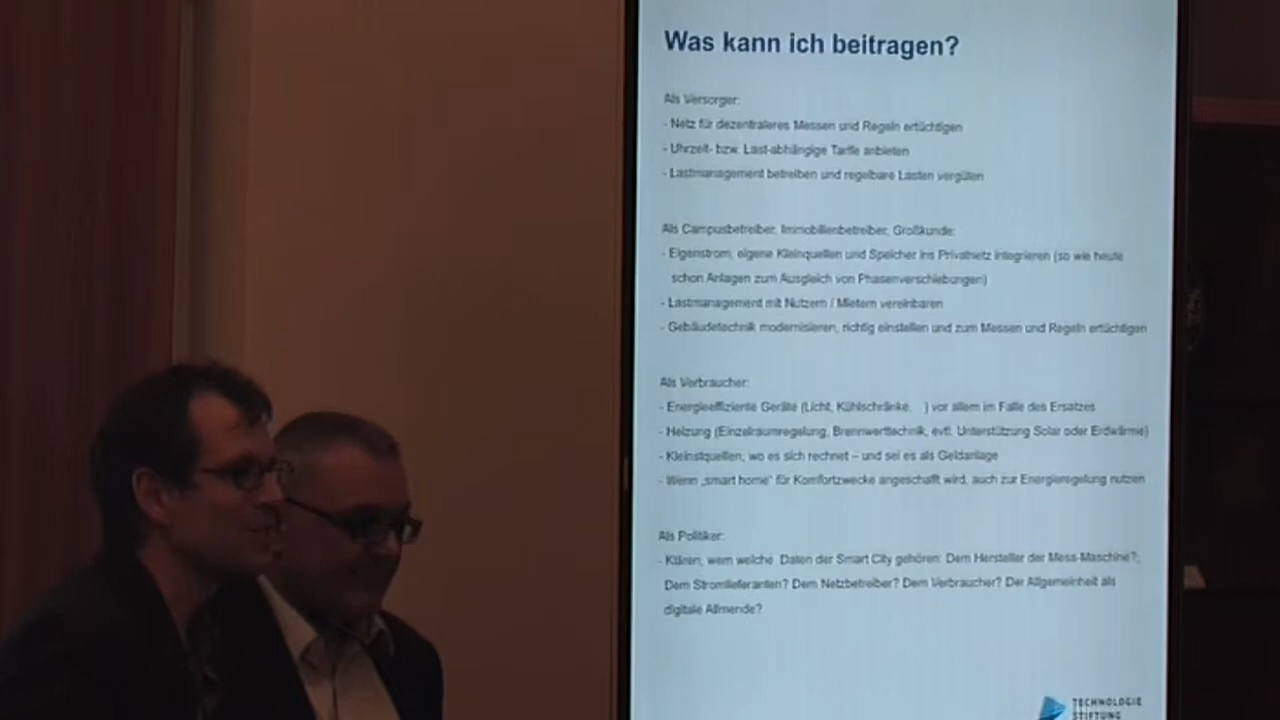 Was kann ich beitragen?
Als Versorger:
- Netz für dezentraleres Messen und Regeln ertüchtigen
- Uhrzeit- bzw. Last-abhängige Tarife anbieten
- Lastmanagement betreiben und regelbare Lasten vergüten
Als Campusbetreiber, Immobilienbetreiber, Großkunde:
- Eigenstrom, eigene Kleinquellen und Speicher ins Privatnetz integrieren (so wie heute
schon Anlagen zum Ausgleich von Phasenverschiebungen)
- Lastmanagement mit Nutzern / Mietern vereinbaren
- Gebäudetechnik modernisieren, richtig einstellen und zum Messen und Regeln ertüchtigen
Als Verbraucher:
- Energieeffiziente Geräte (Licht, Kühlschränke, ) vor allem im Falle des Ersatzes
- Heizung (Einzelraumregelung, Brennwerttechnik, evtl. Unterstützung Solar oder Erdwärme)
- Kleinstquellen, wo es sich rechnet – und sei es als Geldanlage
- Wenn „smart home“ für Komfortzwecke angeschafft wird, auch zur Energieregelung nutzen
Als Politiker:
- Klären, wem welche Daten der Smart City gehören: Dem Hersteller der Mess-Maschine?,
Dem Stromlieferanten? Dem Netzbetreiber? Dem Verbraucher? Der Allgemeinheit als
digitale Allmende?
TECHNOLOGIE
STIFTUNG